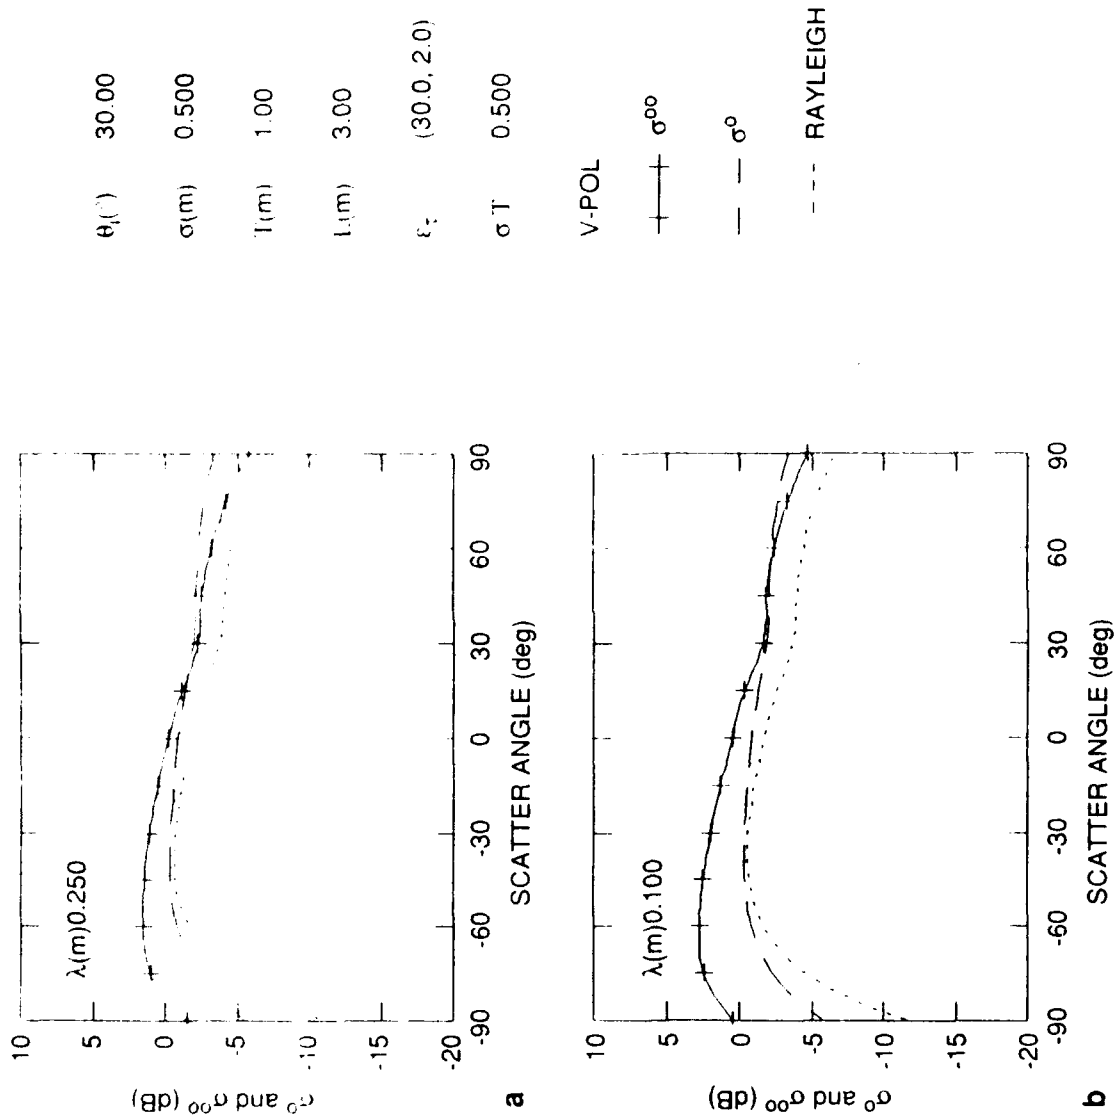 θi(°) 30.00
σ(m) 0.500
T(m) 1.00
L(m) 3.00
(30.0, 2.0)
σ T 0.500
V-POL
σ⁰⁰
σ⁰
RAYLEIGH
λ(m)0.250
10
5
0
-5
-10
-15
-20
σ⁰ and σ⁰⁰ (dB)
-90 -60 -30 0 30 60 90
SCATTER ANGLE (deg)
a
λ(m)0.100
10
5
0
-5
-10
-15
-20
σ⁰ and σ⁰⁰ (dB)
-90 -60 -30 0 30 60 90
SCATTER ANGLE (deg)
b